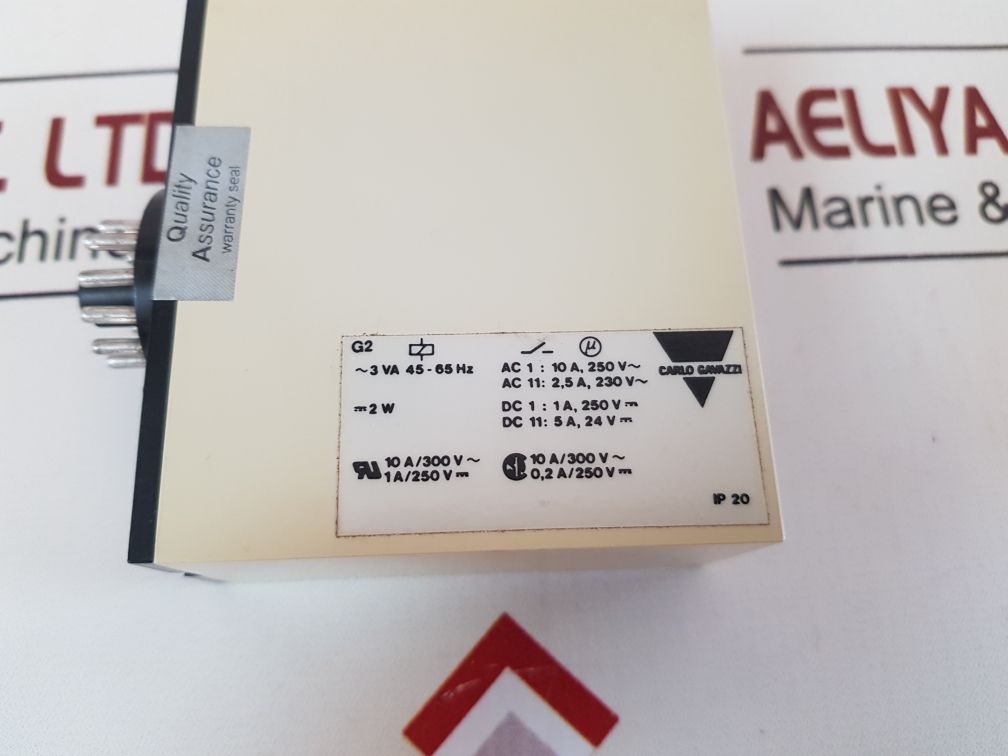 LTD
AELIYA
Marine &
Quality
Assurance
warranty seal
G2
~3 VA 45 - 65 Hz
⎓2 W
AC 1 : 10 A, 250 V~
AC 11: 2,5 A, 230 V~
DC 1 : 1 A, 250 V⎓
DC 11: 5 A, 24 V⎓
µ
CARLO GAVAZZI
10 A/300 V~
1 A/250 V⎓
10 A/300 V~
0,2 A/250 V⎓
IP 20